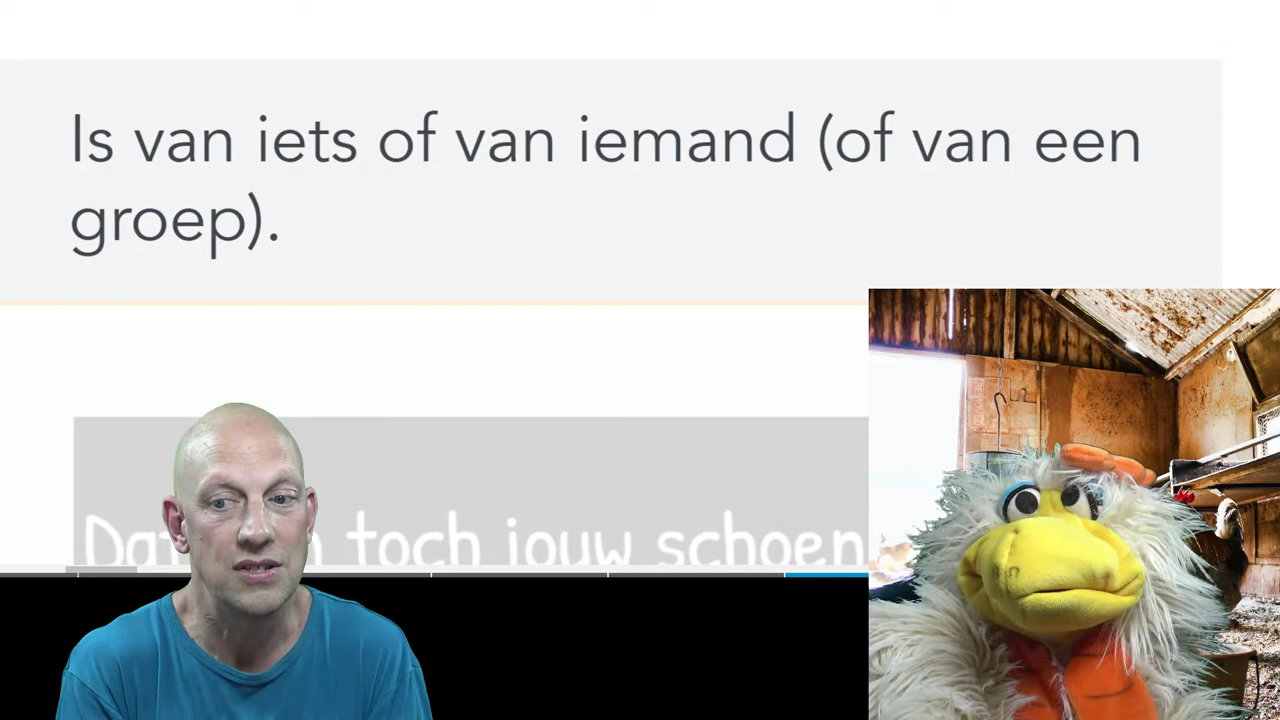 Is van iets of van iemand (of van een
groep).
toch jouw schoen